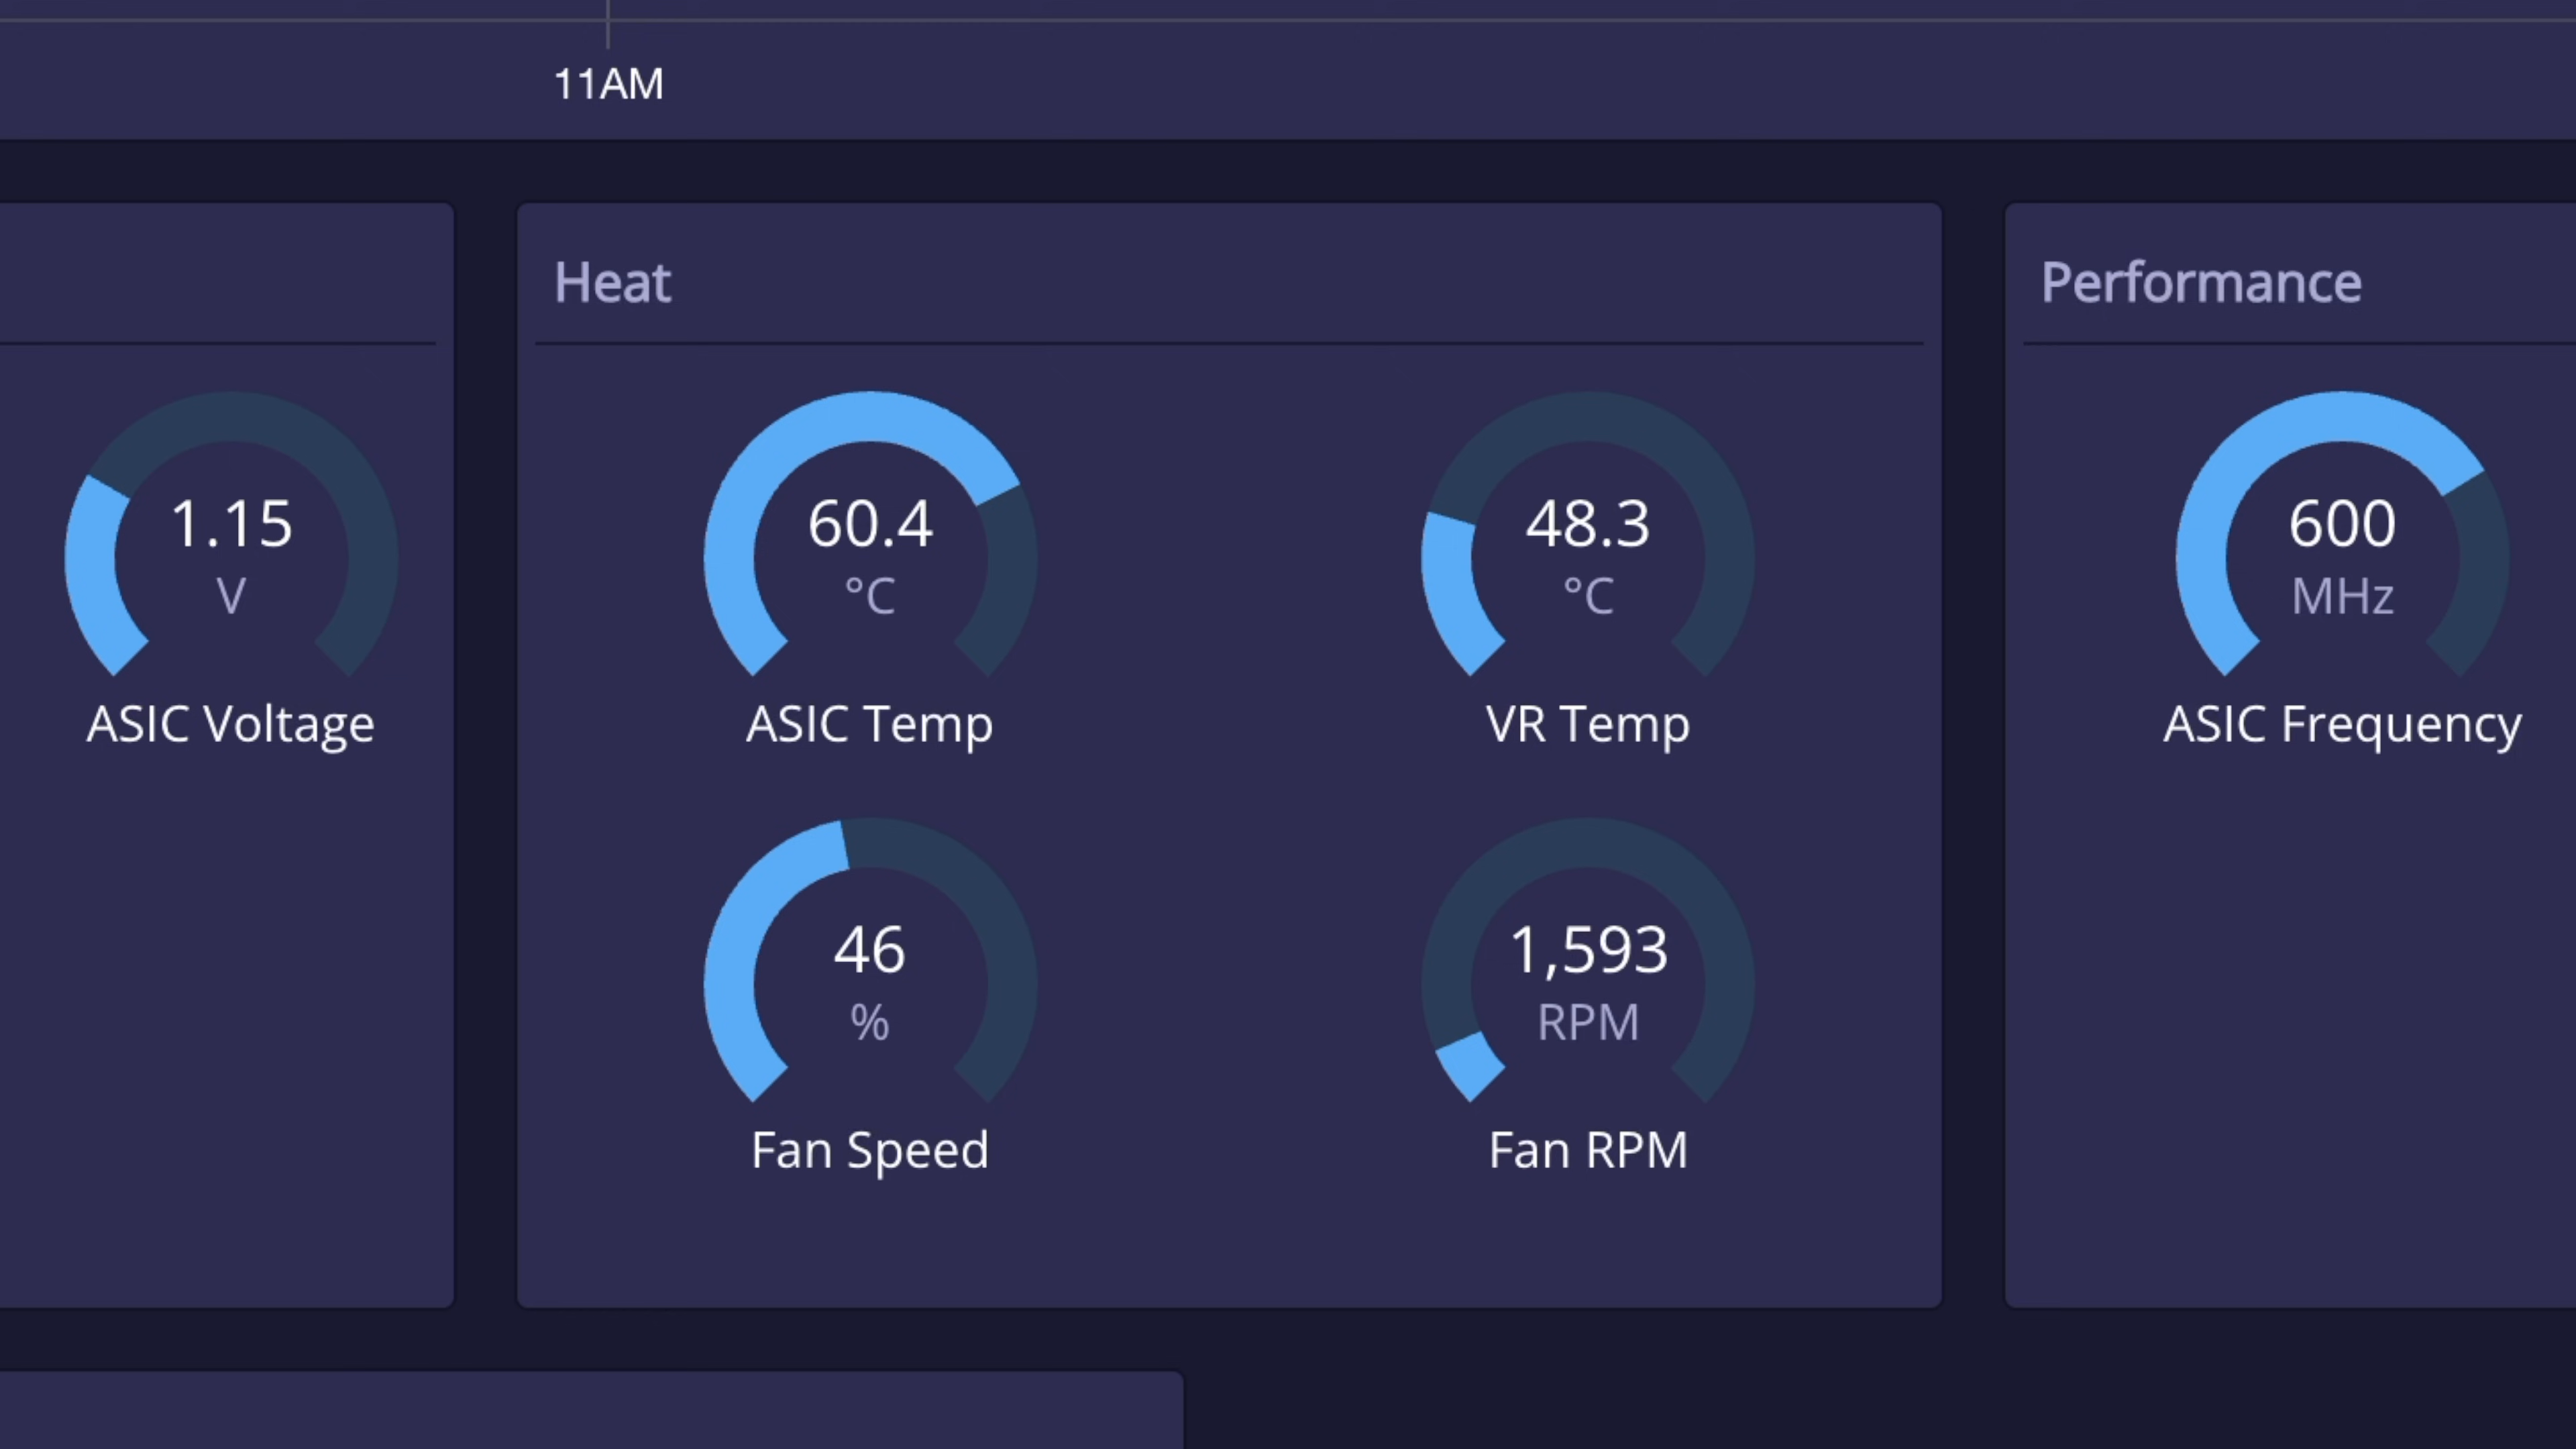 11AM
Heat
Performance
1.15
V
ASIC Voltage
60.4
°C
ASIC Temp
48.3
°C
VR Temp
600
MHz
ASIC Frequency
46
%
Fan Speed
1,593
RPM
Fan RPM